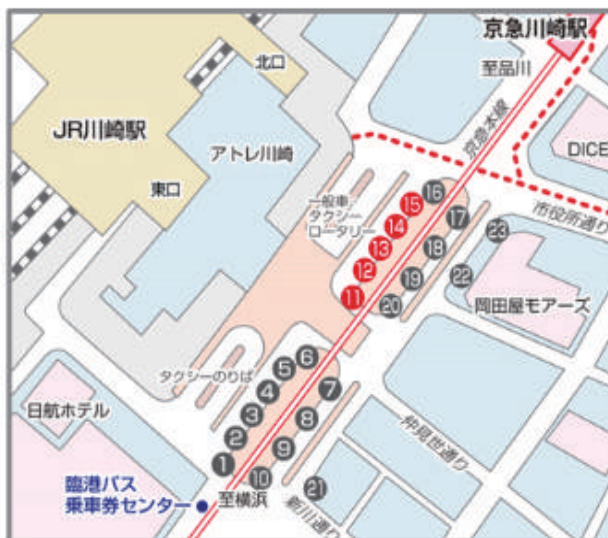 京急川崎駅
至品川
北口
京急本線
JR川崎駅
アトレ川崎
DICE
東口
一般車、
タクシー
ロータリー
市役所通り
⑮ ⑯
⑭ ⑰
⑬ ⑱ ㉓
⑫ ⑲ ㉒
⑪ ⑳
岡田屋モアーズ
タクシーのりば
⑤ ⑥
④ ⑦
③ ⑧
② ⑨
① ⑩
日航ホテル
仲見世通り
臨港バス
乗車券センター
至横浜
㉑
新川通り